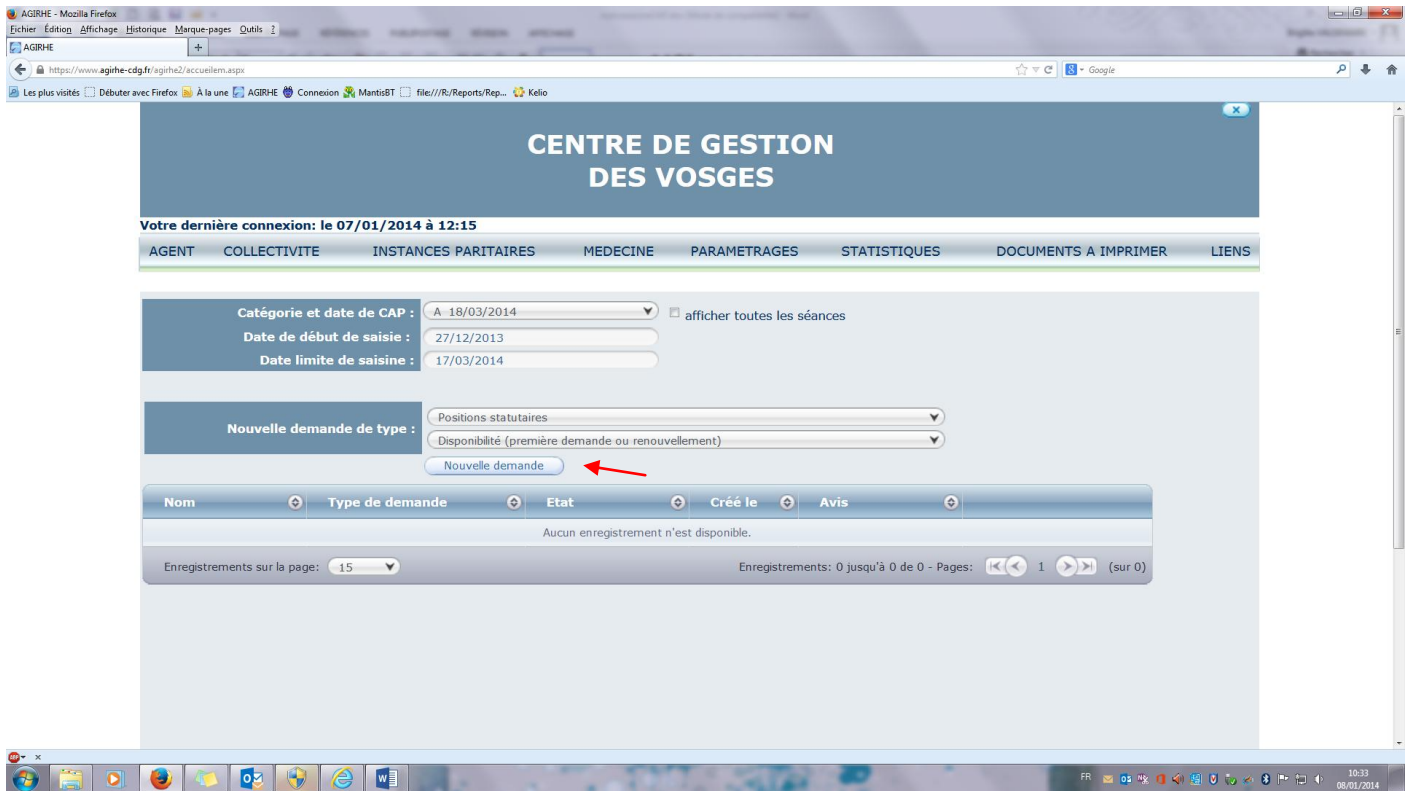 AGIRHE - Mozilla Firefox
Fichier Édition Affichage Historique Marque-pages Outils ?
AGIRHE +
https://www.agirhe-cdg.fr/agirhe2/accueilem.aspx
Google
Les plus visités Débuter avec Firefox À la une AGIRHE Connexion MantisBT file:///R:/Reports/Rep... Kelio
CENTRE DE GESTION
DES VOSGES
Votre dernière connexion: le 07/01/2014 à 12:15
AGENT COLLECTIVITE INSTANCES PARITAIRES MEDECINE PARAMETRAGES STATISTIQUES DOCUMENTS A IMPRIMER LIENS
Catégorie et date de CAP : A 18/03/2014 afficher toutes les séances
Date de début de saisie : 27/12/2013
Date limite de saisine : 17/03/2014
Positions statutaires
Nouvelle demande de type :
Disponibilité (première demande ou renouvellement)
Nouvelle demande
Nom Type de demande Etat Créé le Avis
Aucun enregistrement n'est disponible.
Enregistrements sur la page: 15 Enregistrements: 0 jusqu'à 0 de 0 - Pages: 1 (sur 0)
FR 10:33
08/01/2014